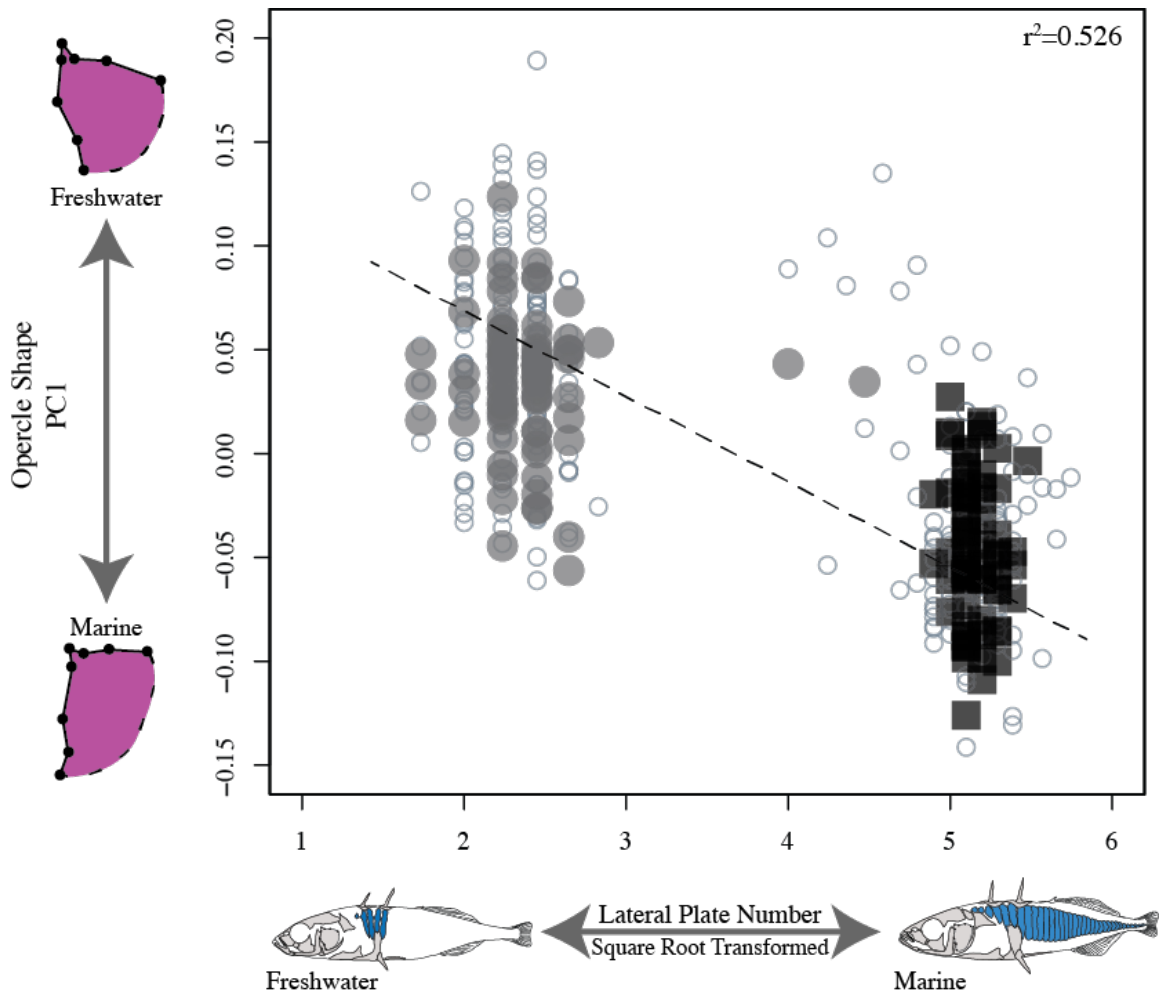 r²=0.526
0.20
0.15
0.10
0.05
0.00
−0.05
−0.10
−0.15
Freshwater
Opercle Shape
PC1
Marine
1 2 3 4 5 6
Lateral Plate Number
Square Root Transformed
Freshwater
Marine